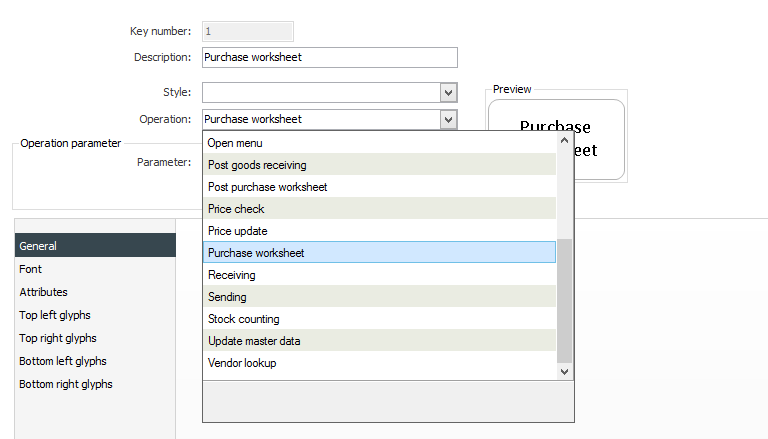 Key number: 1
Description: Purchase worksheet
Style:
Operation: Purchase worksheet
Preview
Purchase
eet
Operation parameter
Parameter:
Open menu
Post goods receiving
Post purchase worksheet
Price check
Price update
Purchase worksheet
Receiving
Sending
Stock counting
Update master data
Vendor lookup
General
Font
Attributes
Top left glyphs
Top right glyphs
Bottom left glyphs
Bottom right glyphs